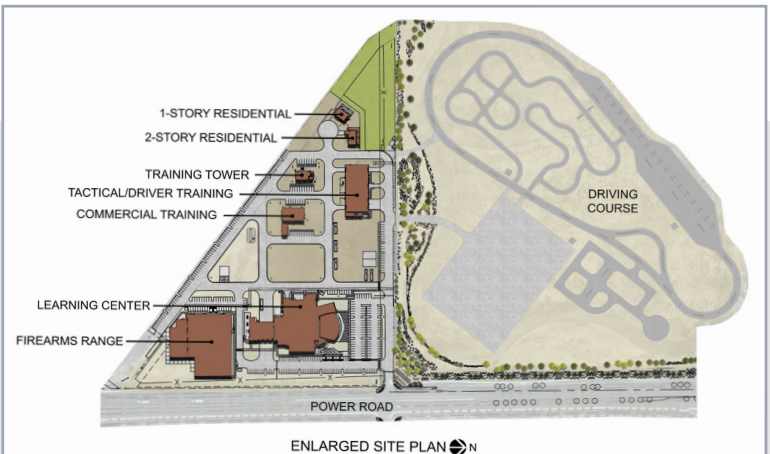 1-STORY RESIDENTIAL
2-STORY RESIDENTIAL
TRAINING TOWER
TACTICAL/DRIVER TRAINING
COMMERCIAL TRAINING
DRIVING
COURSE
LEARNING CENTER
FIREARMS RANGE
POWER ROAD
ENLARGED SITE PLAN N